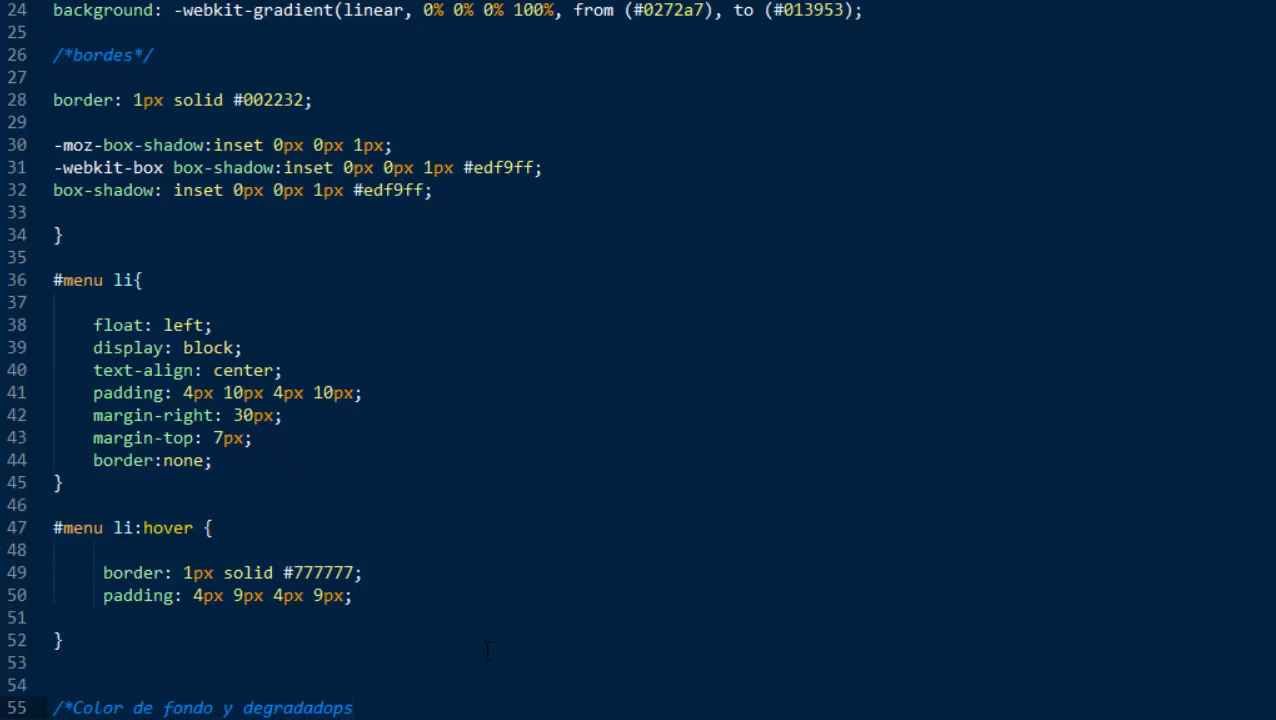 24 background: -webkit-gradient(linear, 0% 0% 0% 100%, from (#0272a7), to (#013953);
25
26 /*bordes*/
27
28 border: 1px solid #002232;
29
30 -moz-box-shadow:inset 0px 0px 1px;
31 -webkit-box box-shadow:inset 0px 0px 1px #edf9ff;
32 box-shadow: inset 0px 0px 1px #edf9ff;
33
34 }
35
36 #menu li{
37
38 float: left;
39 display: block;
40 text-align: center;
41 padding: 4px 10px 4px 10px;
42 margin-right: 30px;
43 margin-top: 7px;
44 border:none;
45 }
46
47 #menu li:hover {
48
49 border: 1px solid #777777;
50 padding: 4px 9px 4px 9px;
51
52 }
53
54
55 /*Color de fondo y degradadops